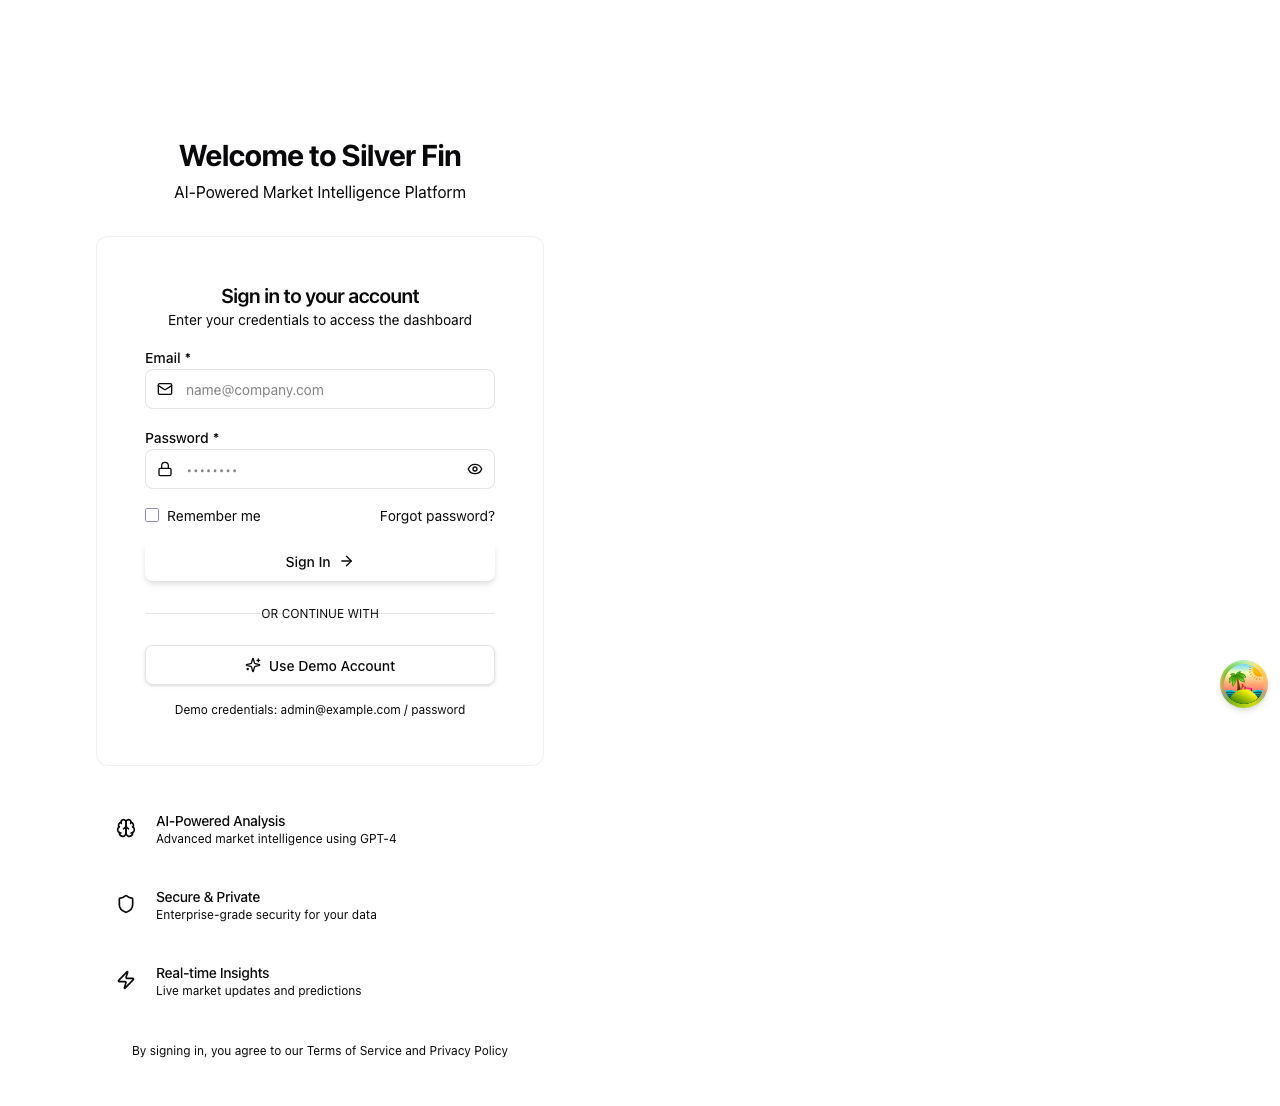 Welcome to Silver Fin
AI-Powered Market Intelligence Platform
Sign in to your account
Enter your credentials to access the dashboard
Email *
name@company.com
Password *
••••••••
Remember me
Forgot password?
Sign In
OR CONTINUE WITH
Use Demo Account
Demo credentials: admin@example.com / password
AI-Powered Analysis
Advanced market intelligence using GPT-4
Secure & Private
Enterprise-grade security for your data
Real-time Insights
Live market updates and predictions
By signing in, you agree to our Terms of Service and Privacy Policy